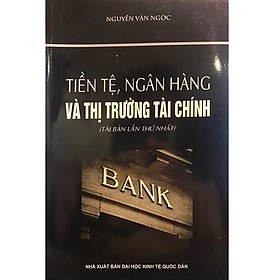 NGUYỄN VĂN NGỌC
TIỀN TỆ, NGÂN HÀNG
VÀ THỊ TRƯỜNG TÀI CHÍNH
(TÁI BẢN LẦN THỨ NHẤT)
BANK
NHÀ XUẤT BẢN ĐẠI HỌC KINH TẾ QUỐC DÂN